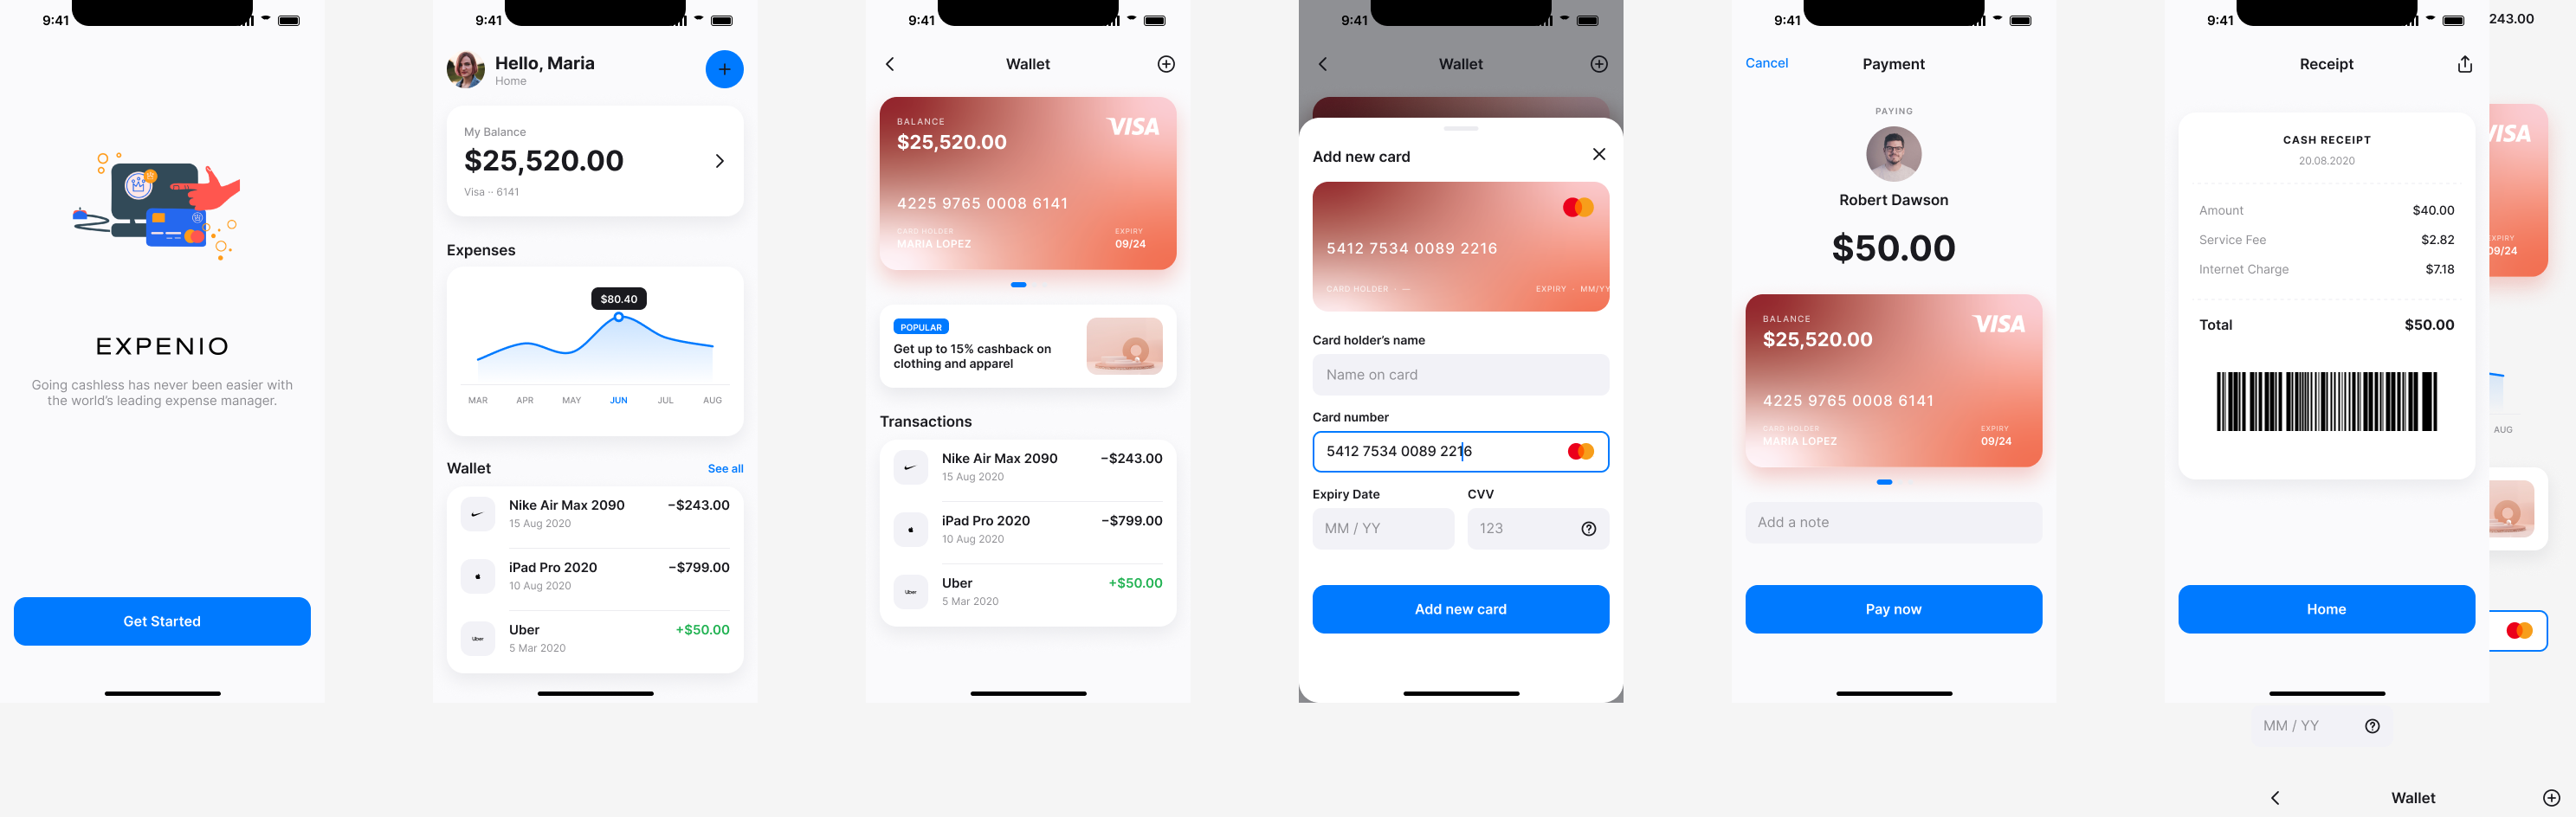 9:41
EXPENIO
Going cashless has never been easier with
the world's leading expense manager.
Get Started
9:41
Hello, Maria
Home
My Balance
$25,520.00
Visa ·· 6141
Expenses
$80.40
MAR APR MAY JUN JUL AUG
Wallet See all
Nike Air Max 2090 −$243.00
15 Aug 2020
iPad Pro 2020 −$799.00
10 Aug 2020
Uber
Uber +$50.00
5 Mar 2020
9:41
Wallet
BALANCE
$25,520.00
VISA
4225 9765 0008 6141
CARD HOLDER EXPIRY
MARIA LOPEZ 09/24
POPULAR
Get up to 15% cashback on
clothing and apparel
Transactions
Nike Air Max 2090 −$243.00
15 Aug 2020
iPad Pro 2020 −$799.00
10 Aug 2020
Uber
Uber +$50.00
5 Mar 2020
9:41
Wallet
Add new card
5412 7534 0089 2216
CARD HOLDER · — EXPIRY · MM/YY
Card holder’s name
Name on card
Card number
5412 7534 0089 2216
Expiry Date CVV
MM / YY 123
Add new card
9:41
Cancel Payment
PAYING
Robert Dawson
$50.00
BALANCE
$25,520.00
VISA
4225 9765 0008 6141
CARD HOLDER EXPIRY
MARIA LOPEZ 09/24
Add a note
Pay now
9:41
Receipt
CASH RECEIPT
20.08.2020
Amount $40.00
Service Fee $2.82
Internet Charge $7.18
Total $50.00
Home
243.00
VISA
EXPIRY
09/24
AUG
MM / YY
Wallet